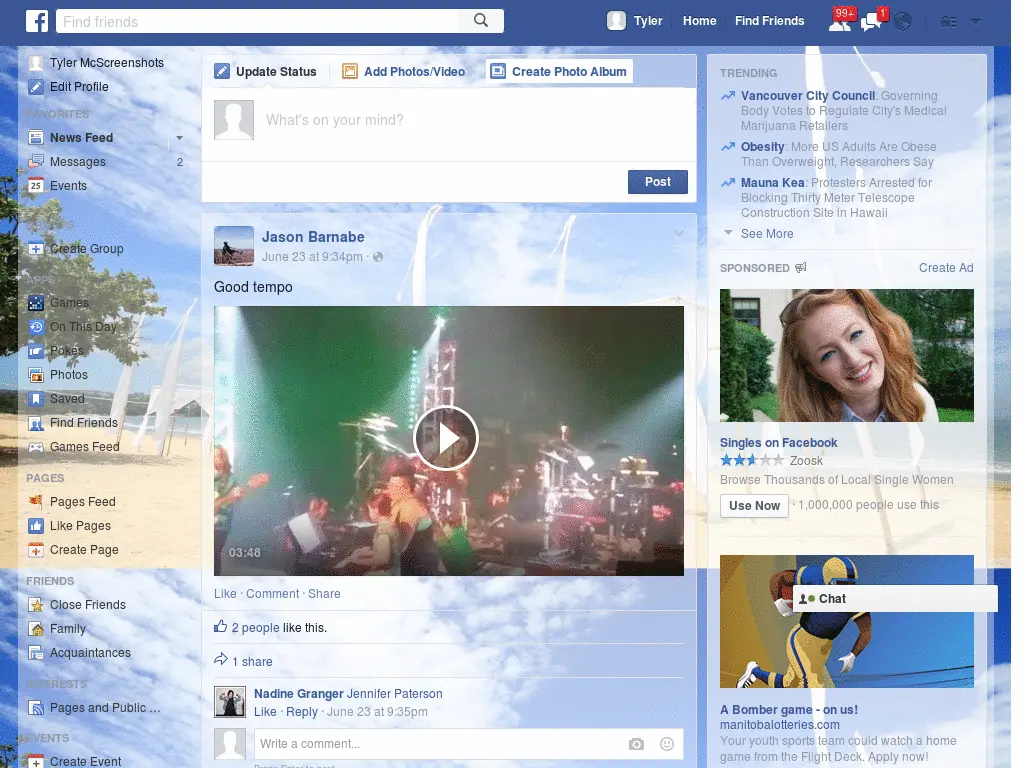 f
Find friends
Tyler
Home
Find Friends
99+
1
Tyler McScreenshots
Edit Profile
FAVORITES
News Feed
Messages
2
25
Events
Create Group
APPS
Games
On This Day
Pokes
Photos
Saved
Find Friends
Games Feed
PAGES
Pages Feed
Like Pages
Create Page
FRIENDS
Close Friends
Family
Acquaintances
INTERESTS
Pages and Public ...
EVENTS
Create Event
Update Status
Add Photos/Video
Create Photo Album
What's on your mind?
Post
Jason Barnabe
June 23 at 9:34pm ·
Good tempo
03:48
Like · Comment · Share
2 people like this.
1 share
Nadine Granger Jennifer Paterson
Like · Reply · June 23 at 9:35pm
Write a comment...
TRENDING
Vancouver City Council: Governing
Body Votes to Regulate City's Medical
Marijuana Retailers
Obesity: More US Adults Are Obese
Than Overweight, Researchers Say
Mauna Kea: Protesters Arrested for
Blocking Thirty Meter Telescope
Construction Site in Hawaii
See More
SPONSORED
Create Ad
Singles on Facebook
Zoosk
Browse Thousands of Local Single Women
Use Now · 1,000,000 people use this
Chat
A Bomber game - on us!
manitobalotteries.com
Your youth sports team could watch a home
game from the Flight Deck. Apply now!